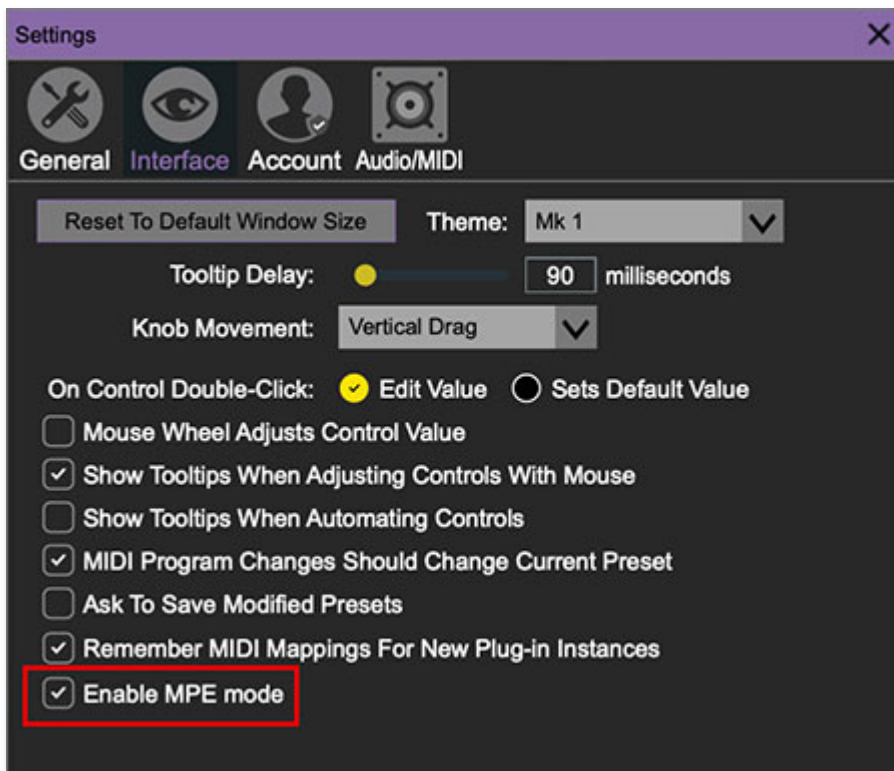 Settings
General Interface Account Audio/MIDI
Reset To Default Window Size Theme: Mk 1
Tooltip Delay: 90 milliseconds
Knob Movement: Vertical Drag
On Control Double-Click: Edit Value Sets Default Value
Mouse Wheel Adjusts Control Value
Show Tooltips When Adjusting Controls With Mouse
Show Tooltips When Automating Controls
MIDI Program Changes Should Change Current Preset
Ask To Save Modified Presets
Remember MIDI Mappings For New Plug-in Instances
Enable MPE mode